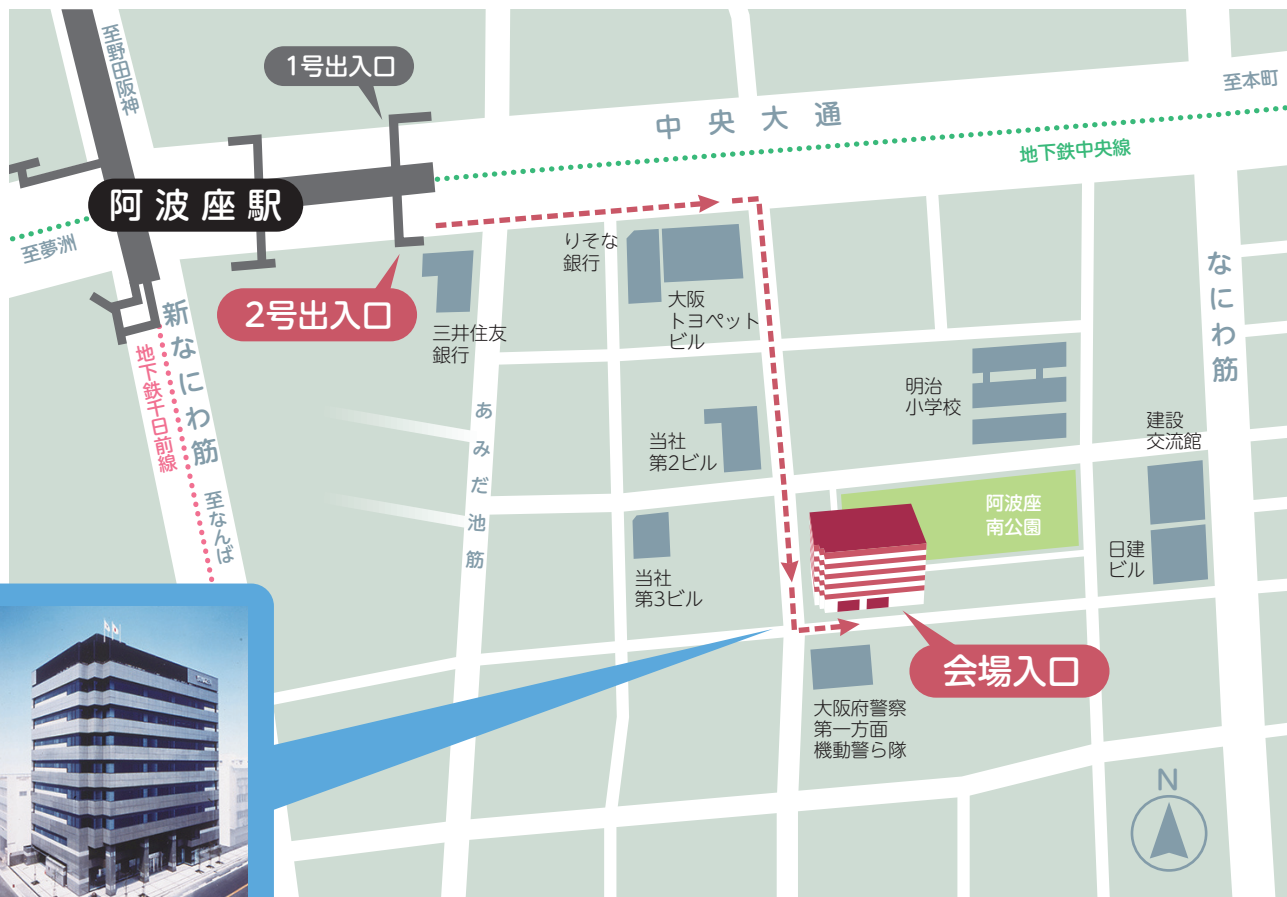 至野田阪神
1号出入口
至本町
中央大通
地下鉄中央線
阿波座駅
至夢洲
りそな
銀行
なにわ筋
2号出入口
大阪
トヨペット
ビル
新なにわ筋
三井住友
銀行
地下鉄千日前線
明治
小学校
あみだ池筋
建設
交流館
当社
第2ビル
至なんば
阿波座
南公園
日建
ビル
当社
第3ビル
会場入口
大阪府警察
第一方面
機動警ら隊
N